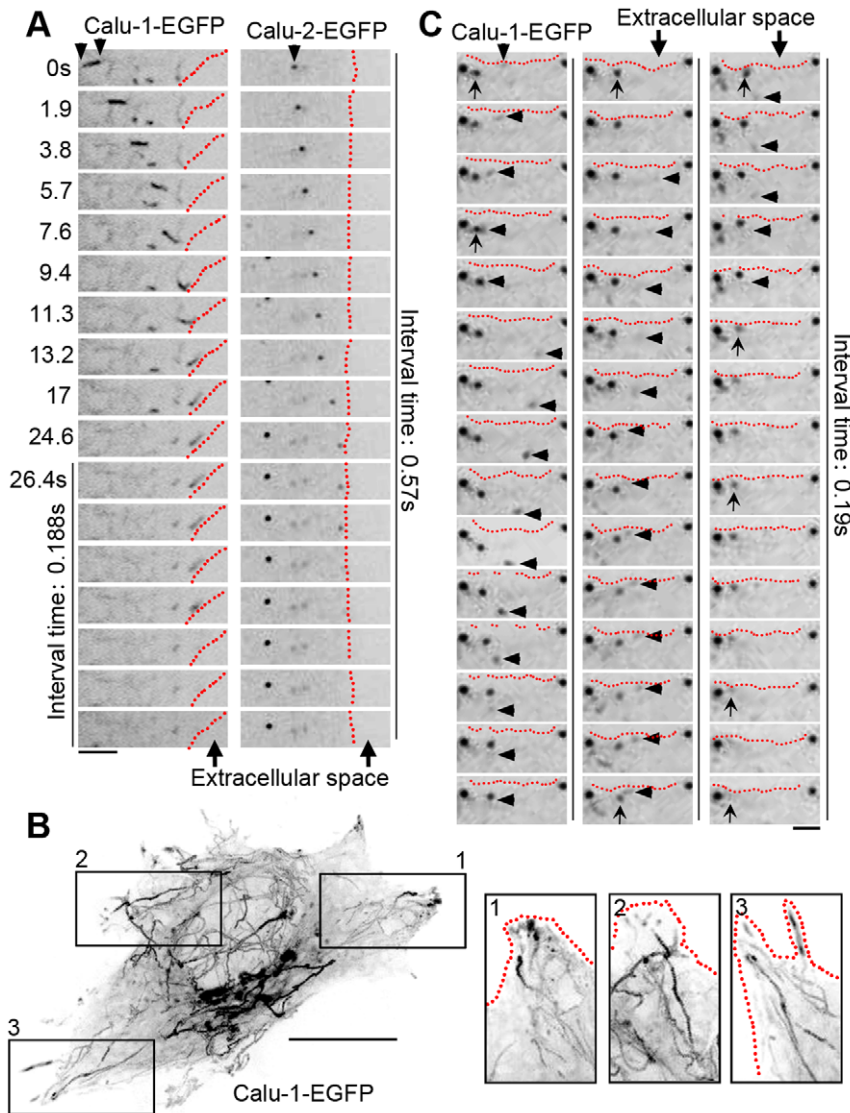 A
Calu-1-EGFP
Calu-2-EGFP
0s
1.9
3.8
5.7
7.6
9.4
11.3
13.2
17
24.6
26.4s
Interval time: 0.188s
Interval time: 0.57s
Extracellular space
C
Calu-1-EGFP
Extracellular space
Interval time: 0.19s
B
2
1
3
Calu-1-EGFP
1
2
3